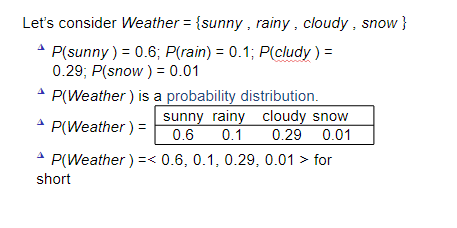 Let's consider Weather = {sunny , rainy , cloudy , snow }
P(sunny ) = 0.6; P(rain) = 0.1; P(cludy ) =
0.29; P(snow ) = 0.01
P(Weather ) is a probability distribution.
P(Weather ) =
sunny rainy cloudy snow
0.6 0.1 0.29 0.01
P(Weather ) =< 0.6, 0.1, 0.29, 0.01 > for
short